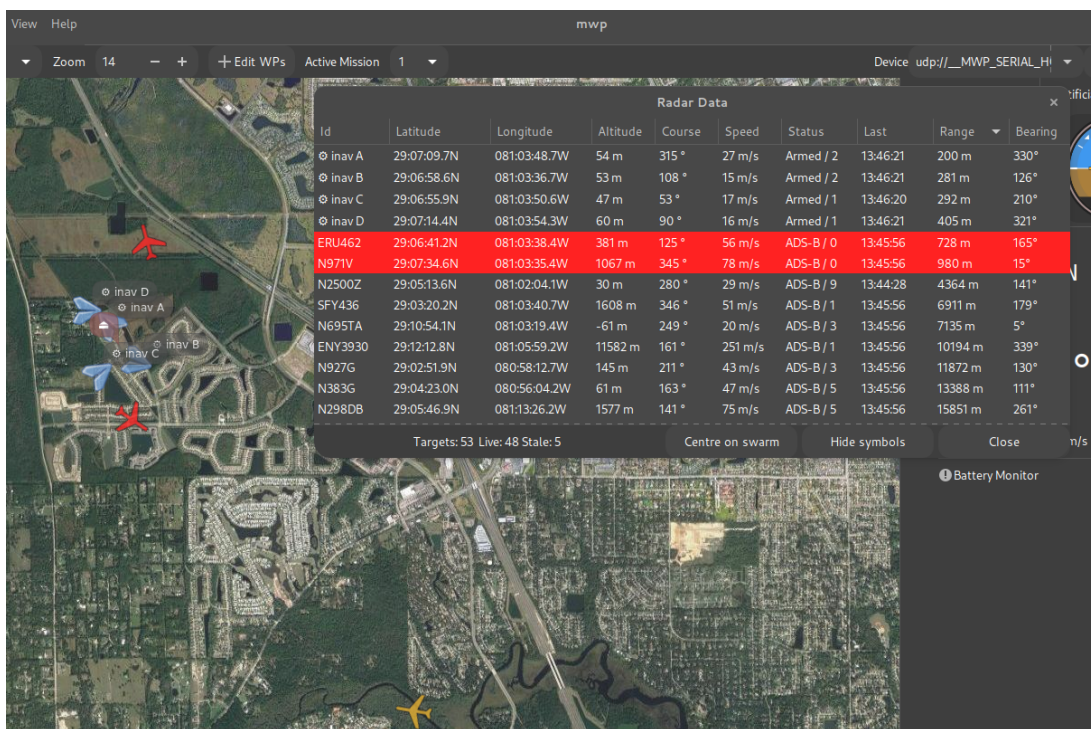 View Help mwp
Zoom 14 − + + Edit WPs Active Mission 1 Device udp://__MWP_SERIAL_H
Radar Data ×
Id Latitude Longitude Altitude Course Speed Status Last Range Bearing
inav A 29:07:09.7N 081:03:48.7W 54 m 315 ° 27 m/s Armed / 2 13:46:21 200 m 330°
inav B 29:06:58.6N 081:03:36.7W 53 m 108 ° 15 m/s Armed / 2 13:46:21 281 m 126°
inav C 29:06:55.9N 081:03:50.6W 47 m 53 ° 17 m/s Armed / 1 13:46:20 292 m 210°
inav D 29:07:14.4N 081:03:54.3W 60 m 90 ° 16 m/s Armed / 1 13:46:21 405 m 321°
ERU462 29:06:41.2N 081:03:38.4W 381 m 125 ° 56 m/s ADS-B / 0 13:45:56 728 m 165°
N971V 29:07:34.6N 081:03:35.4W 1067 m 345 ° 78 m/s ADS-B / 0 13:45:56 980 m 15°
N2500Z 29:05:13.6N 081:02:04.1W 30 m 280 ° 29 m/s ADS-B / 9 13:44:28 4364 m 141°
SFY436 29:03:20.2N 081:03:40.7W 1608 m 346 ° 51 m/s ADS-B / 1 13:45:56 6911 m 179°
N695TA 29:10:54.1N 081:03:19.4W -61 m 249 ° 20 m/s ADS-B / 3 13:45:56 7135 m 5°
ENY3930 29:12:12.8N 081:05:59.2W 11582 m 161 ° 251 m/s ADS-B / 1 13:45:56 10194 m 339°
N927G 29:02:51.9N 080:58:12.7W 145 m 211 ° 43 m/s ADS-B / 3 13:45:56 11872 m 130°
N383G 29:04:23.0N 080:56:04.2W 61 m 163 ° 47 m/s ADS-B / 5 13:45:56 13388 m 111°
N298DB 29:05:46.9N 081:13:26.2W 1577 m 141 ° 75 m/s ADS-B / 5 13:45:56 15851 m 261°
Targets: 53 Live: 48 Stale: 5 Centre on swarm Hide symbols Close
inav D
inav A
inav B
inav C
m/s
Battery Monitor